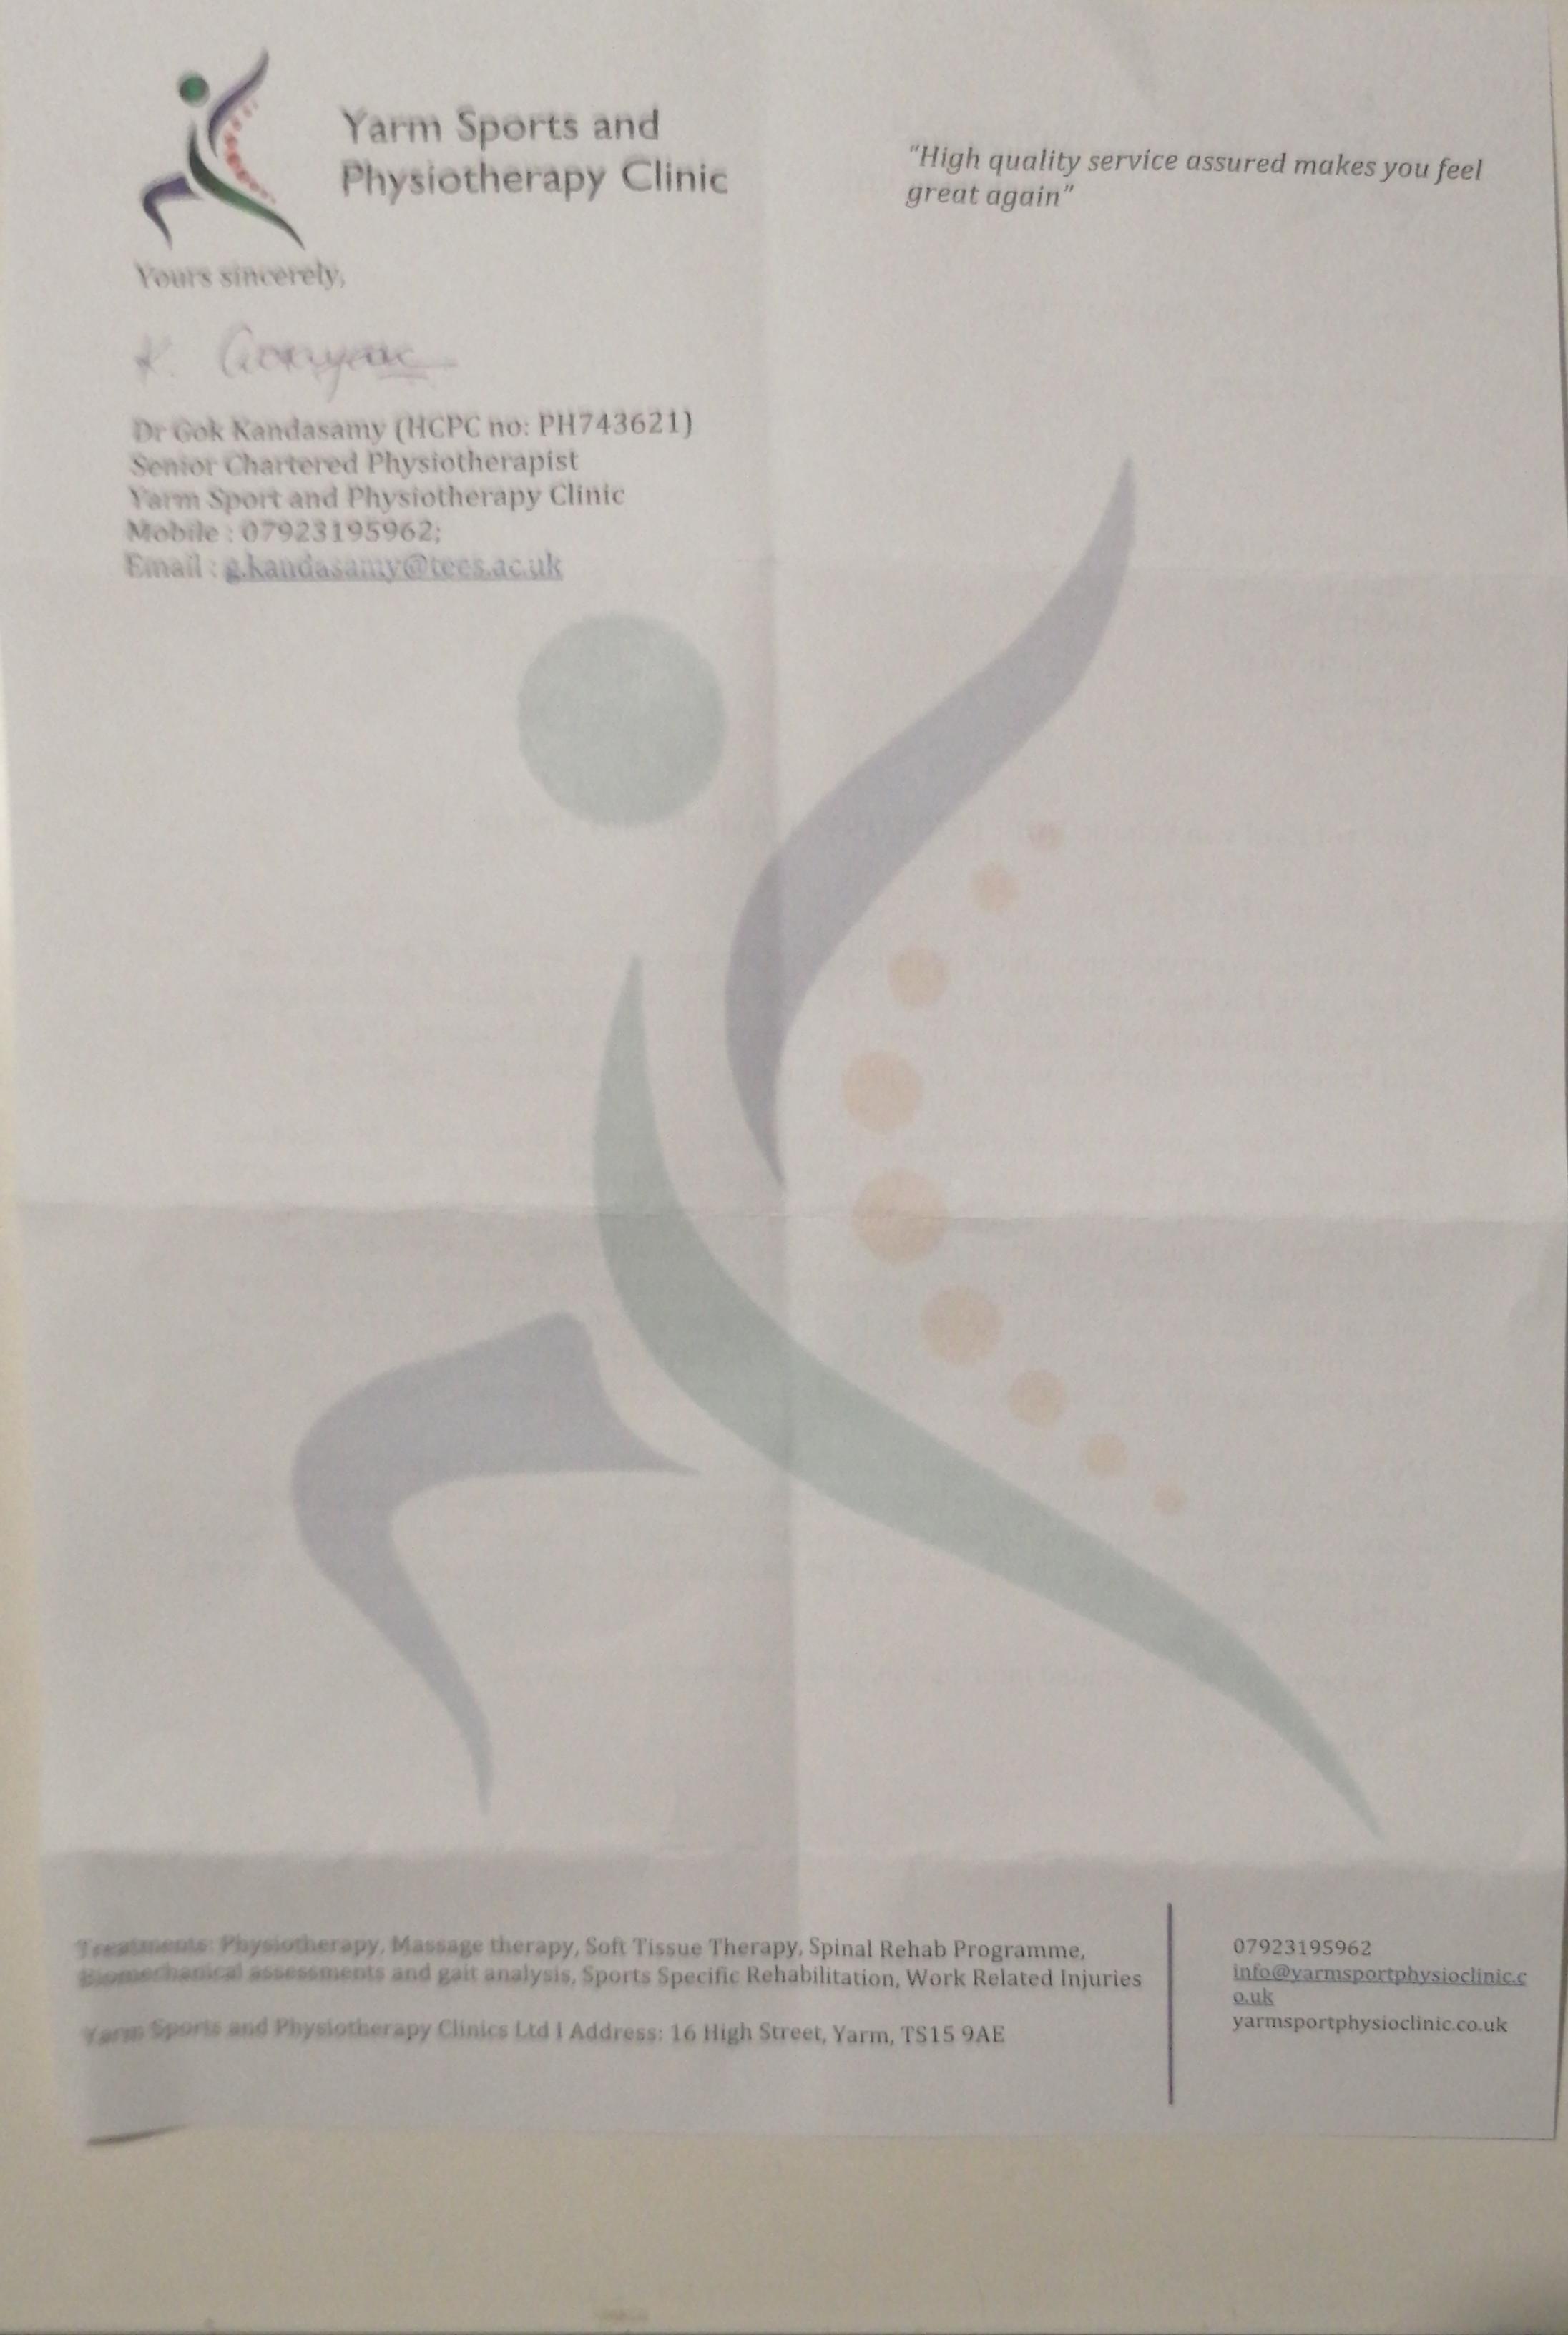 Yarm Sports and
Physiotherapy Clinic
"High quality service assured makes you feel
great again"
Yours sincerely,
Dr Gok Kandasamy (HCPC no: PH743621)
Senior Chartered Physiotherapist
Yarm Sport and Physiotherapy Clinic
Mobile : 07923195962;
Email : g.kandasamy@tees.ac.uk
Treatments: Physiotherapy, Massage therapy, Soft Tissue Therapy, Spinal Rehab Programme,
Biomechanical assessments and gait analysis, Sports Specific Rehabilitation, Work Related Injuries
Yarm Sports and Physiotherapy Clinics Ltd I Address: 16 High Street, Yarm, TS15 9AE
07923195962
info@yarmsportphysioclinic.c
o.uk
yarmsportphysioclinic.co.uk